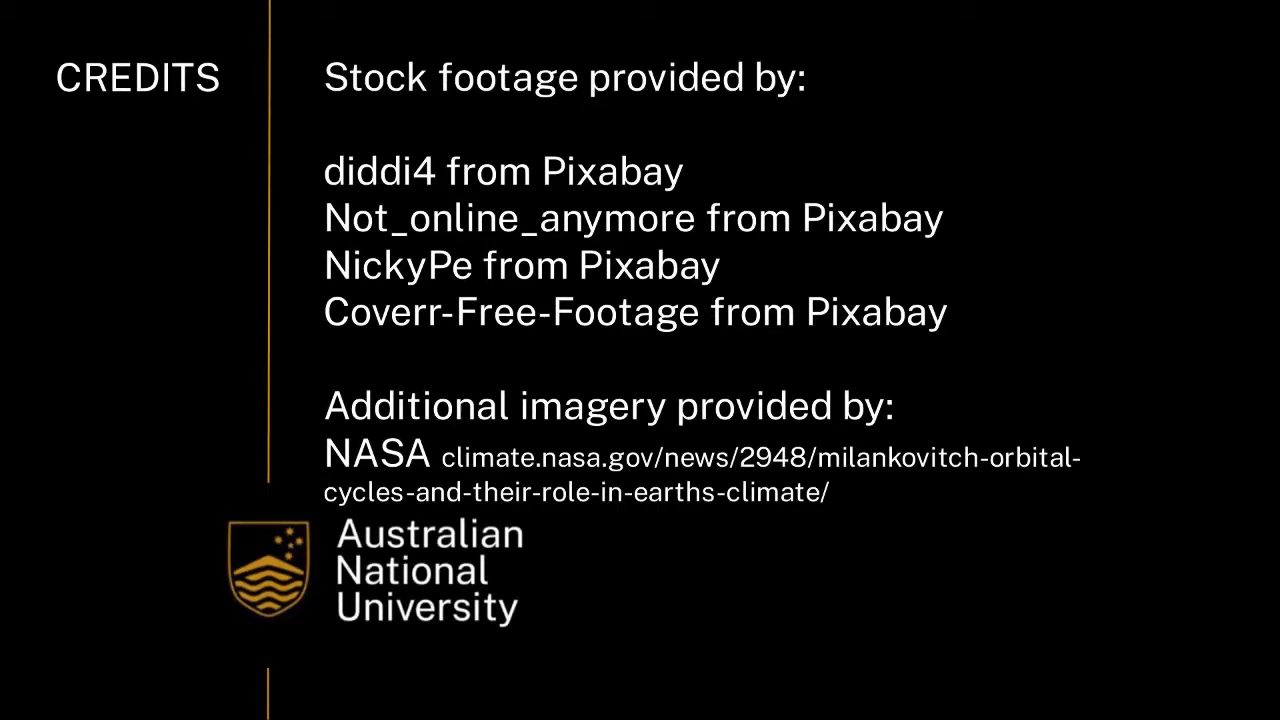 CREDITS
Stock footage provided by:
diddi4 from Pixabay
Not_online_anymore from Pixabay
NickyPe from Pixabay
Coverr-Free-Footage from Pixabay
Additional imagery provided by:
NASA climate.nasa.gov/news/2948/milankovitch-orbital-
cycles-and-their-role-in-earths-climate/
Australian
National
University